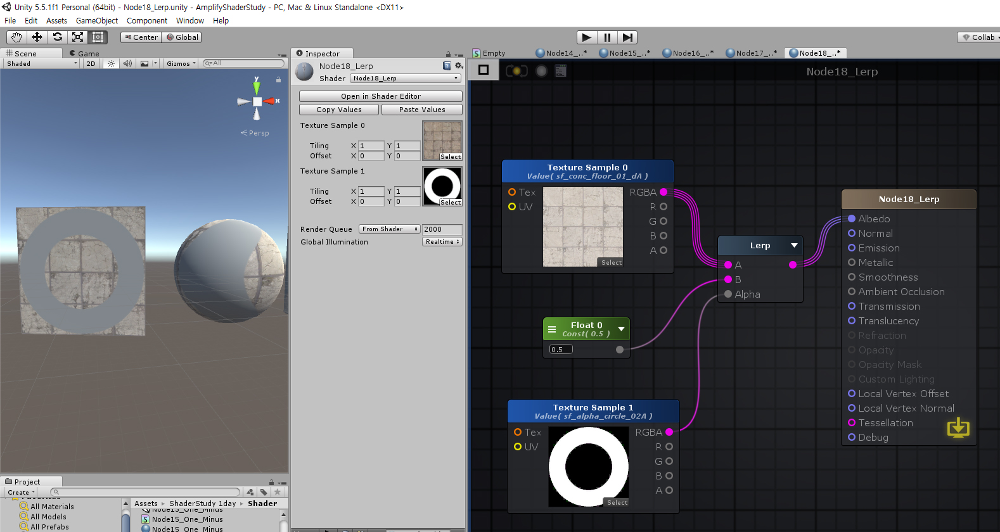 Unity 5.5.1f1 Personal (64bit) - Node18_Lerp.unity - AmplifyShaderStudy - PC, Mac & Linux Standalone <DX11>
File Edit Assets GameObject Component Window Help
Center Global
Collab
Scene Game
Shaded 2D Gizmos All
y
x
Persp
Inspector
Node18_Lerp
Shader Node18_Lerp
Open in Shader Editor
Copy Values Paste Values
Texture Sample 0
Tiling X 1 Y 1
Offset X 0 Y 0
Select
Texture Sample 1
Tiling X 1 Y 1
Offset X 0 Y 0
Select
Render Queue From Shader 2000
Global Illumination Realtime
Empty Node14_..* Node15_..* Node16_..* Node17_..* Node18_..*
Node18_Lerp
Texture Sample 0
Value( sf_conc_floor_01_dA )
Tex
UV
RGBA
R
G
B
A
Select
Lerp
A
B
Alpha
Float 0
Const( 0.5 )
0.5
Texture Sample 1
Value( sf_alpha_circle_02A )
Tex
UV
RGBA
R
G
B
A
Select
Node18_Lerp
Albedo
Normal
Emission
Metallic
Smoothness
Ambient Occlusion
Transmission
Translucency
Refraction
Opacity
Opacity Mask
Custom Lighting
Local Vertex Offset
Local Vertex Normal
Tessellation
Debug
Project
Create
Favorites
All Materials
All Models
All Prefabs
Assets ▸ ShaderStudy 1day ▸ Shader
Node15_One_Minus
Node15_One_Minus
Node15_One_Minus